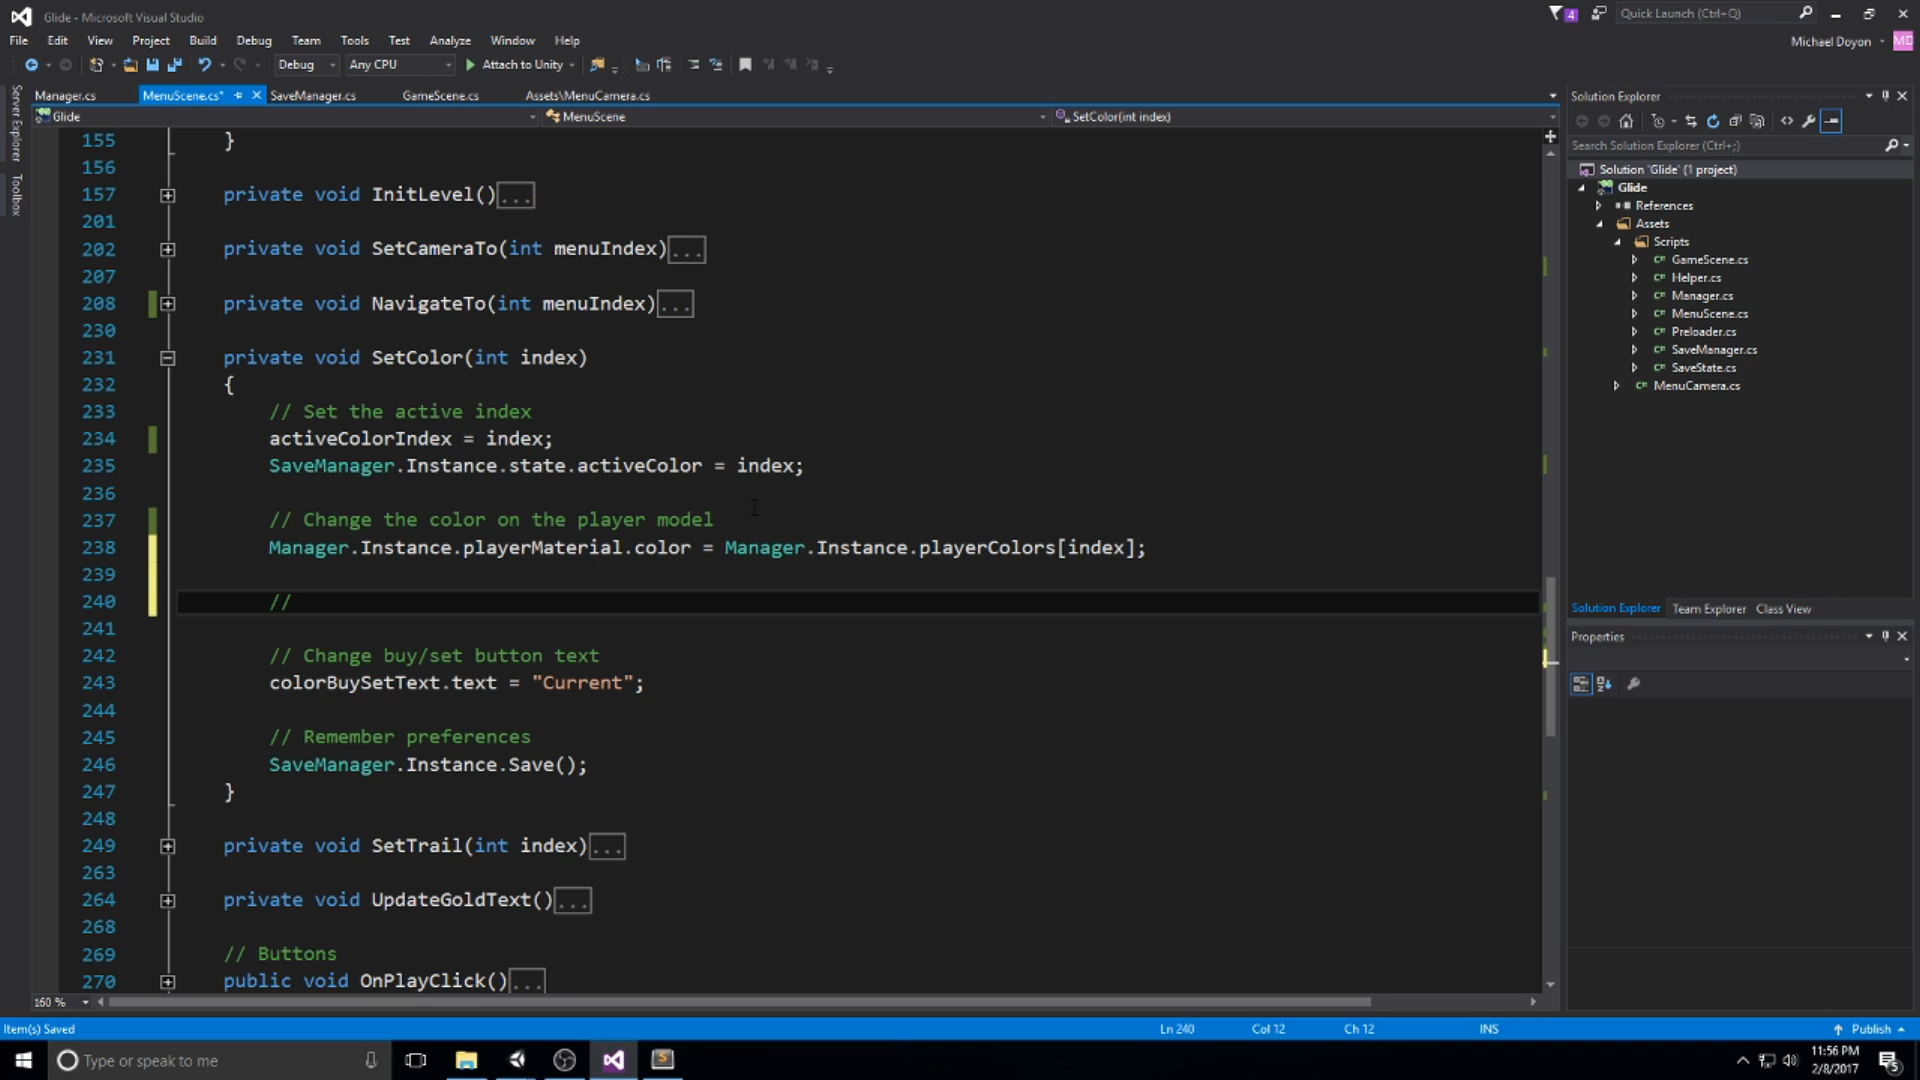 Glide - Microsoft Visual Studio
4
Quick Launch (Ctrl+Q)
File Edit View Project Build Debug Team Tools Test Analyze Window Help
Michael Doyon
MD
Debug Any CPU Attach to Unity
Server Explorer
Toolbox
Manager.cs MenuScene.cs* SaveManager.cs GameScene.cs Assets\MenuCamera.cs
Glide MenuScene SetColor(int index)
155 }
156
157 private void InitLevel()...
201
202 private void SetCameraTo(int menuIndex)...
207
208 private void NavigateTo(int menuIndex)...
230
231 private void SetColor(int index)
232 {
233 // Set the active index
234 activeColorIndex = index;
235 SaveManager.Instance.state.activeColor = index;
236
237 // Change the color on the player model
238 Manager.Instance.playerMaterial.color = Manager.Instance.playerColors[index];
239
240 //
241
242 // Change buy/set button text
243 colorBuySetText.text = "Current";
244
245 // Remember preferences
246 SaveManager.Instance.Save();
247 }
248
249 private void SetTrail(int index)...
263
264 private void UpdateGoldText()...
268
269 // Buttons
270 public void OnPlayClick()...
160 %
Solution Explorer
Search Solution Explorer (Ctrl+;)
Solution 'Glide' (1 project)
Glide
References
Assets
Scripts
C# GameScene.cs
C# Helper.cs
C# Manager.cs
C# MenuScene.cs
C# Preloader.cs
C# SaveManager.cs
C# SaveState.cs
C# MenuCamera.cs
Solution Explorer Team Explorer Class View
Properties
Item(s) Saved Ln 240 Col 12 Ch 12 INS Publish
Type or speak to me
11:56 PM
2/8/2017
5